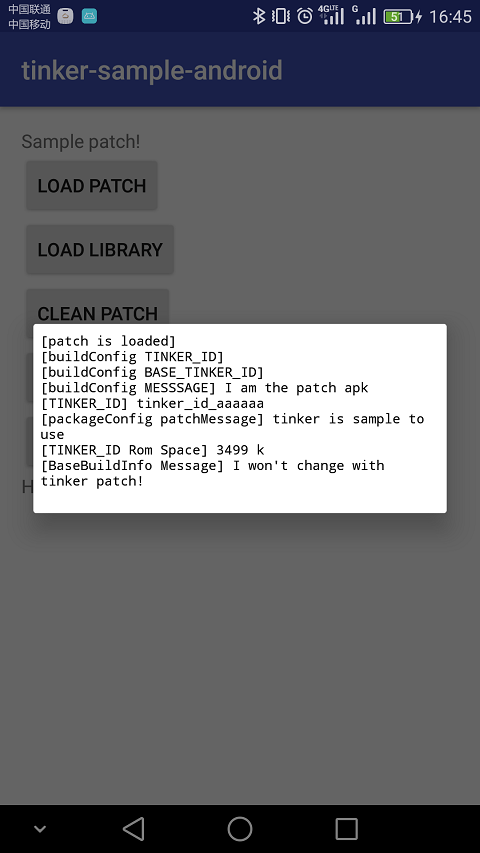 中国联通
中国移动
4G LTE G 51 16:45
tinker-sample-android
Sample patch!
LOAD PATCH
LOAD LIBRARY
CLEAN PATCH
[patch is loaded]
[buildConfig TINKER_ID]
[buildConfig BASE_TINKER_ID]
[buildConfig MESSSAGE] I am the patch apk
[TINKER_ID] tinker_id_aaaaaa
[packageConfig patchMessage] tinker is sample to
use
[TINKER_ID Rom Space] 3499 k
[BaseBuildInfo Message] I won't change with
tinker patch!